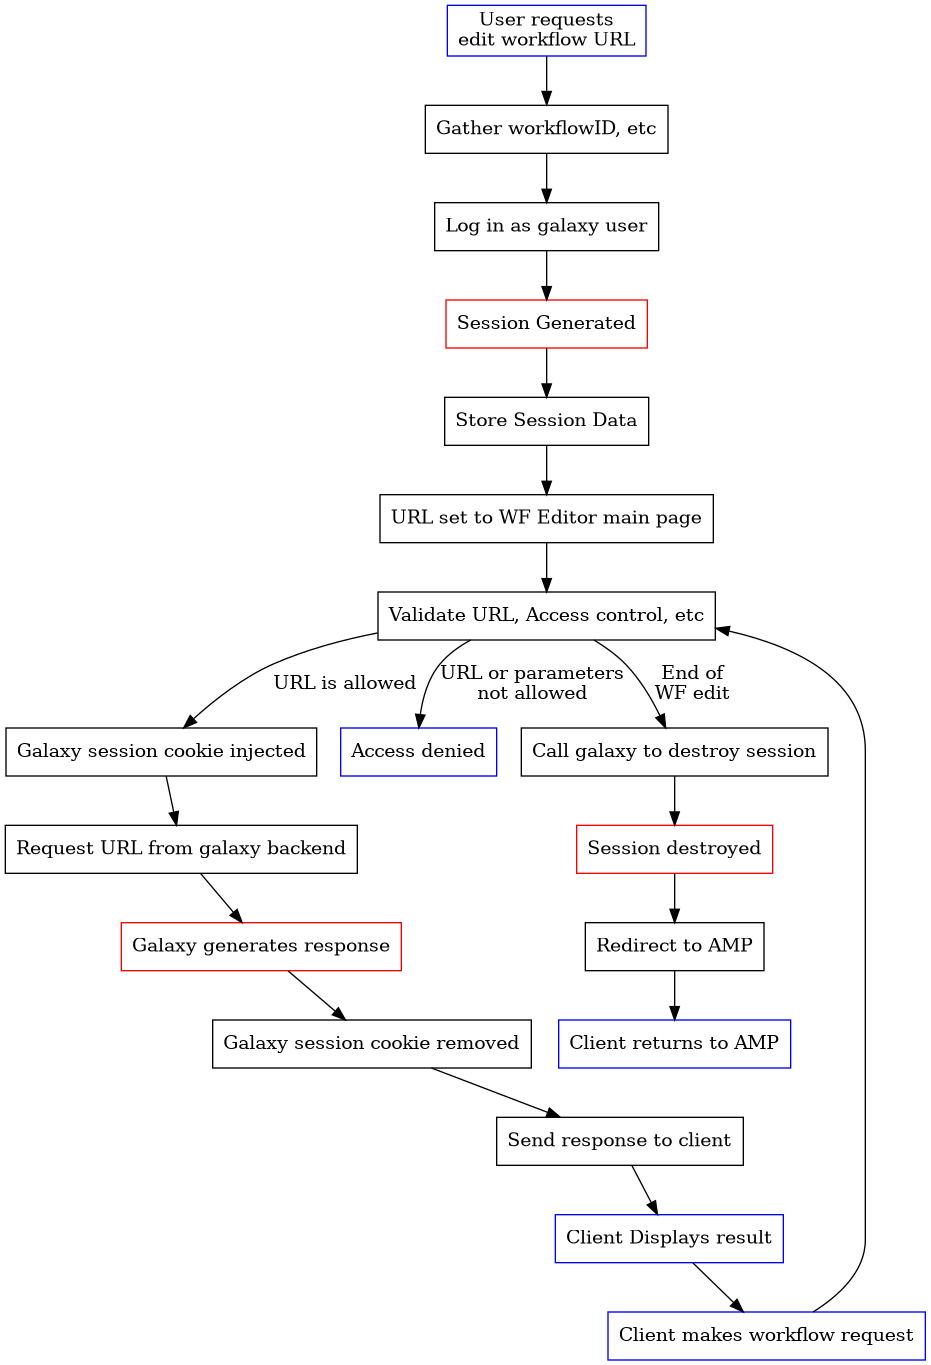 User requests
edit workflow URL
Gather workflowID, etc
Log in as galaxy user
Session Generated
Store Session Data
URL set to WF Editor main page
Validate URL, Access control, etc
URL is allowed
URL or parameters
not allowed
End of
WF edit
Galaxy session cookie injected
Access denied
Call galaxy to destroy session
Request URL from galaxy backend
Session destroyed
Galaxy generates response
Redirect to AMP
Galaxy session cookie removed
Client returns to AMP
Send response to client
Client Displays result
Client makes workflow request